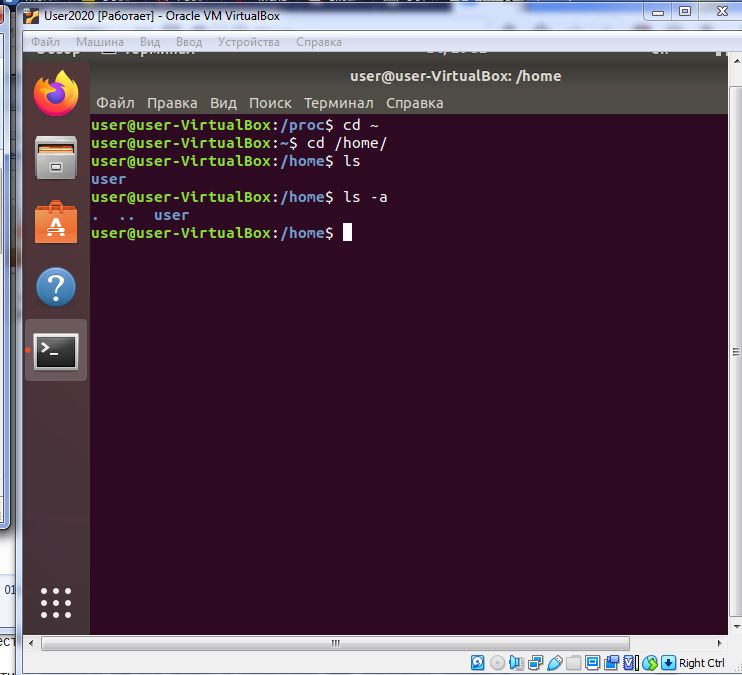 User2020 [Работает] - Oracle VM VirtualBox
Файл Машина Вид Ввод Устройства Справка
user@user-VirtualBox: /home
Файл Правка Вид Поиск Терминал Справка
user@user-VirtualBox:/proc$ cd ~
user@user-VirtualBox:~$ cd /home/
user@user-VirtualBox:/home$ ls
user
user@user-VirtualBox:/home$ ls -a
. .. user
user@user-VirtualBox:/home$
01
Right Ctrl